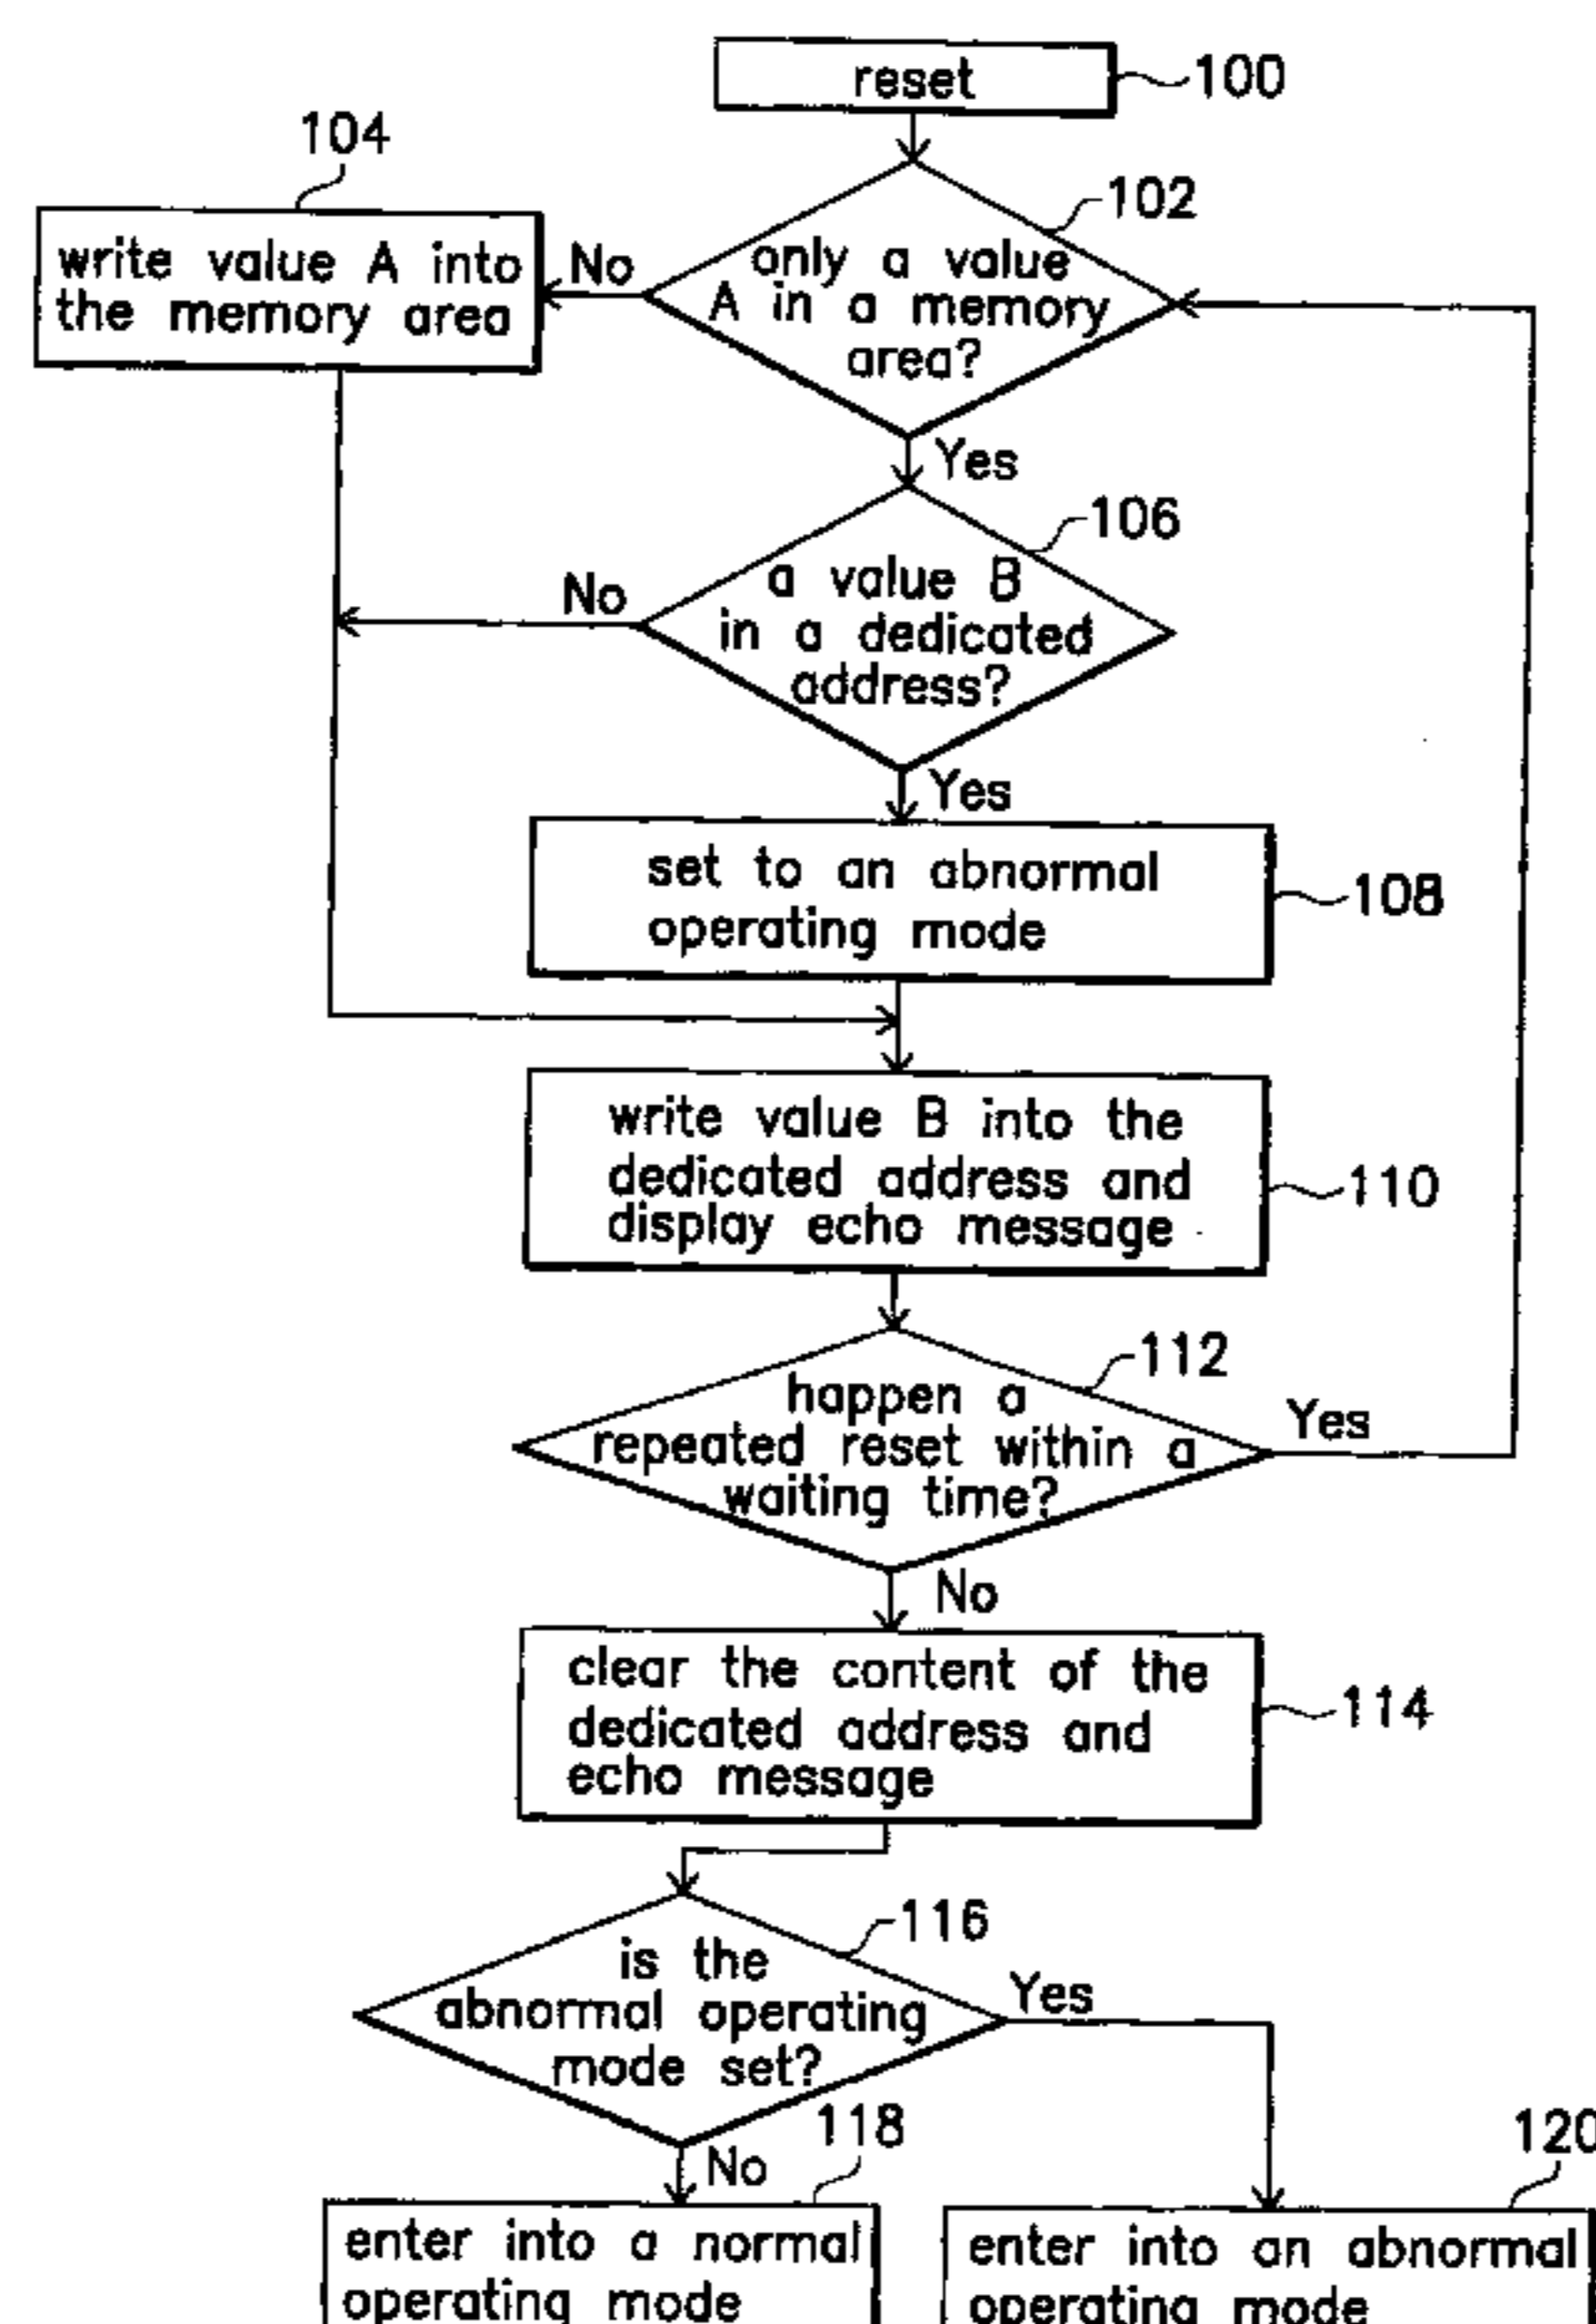 reset
100
104
102
write value A into
the memory area
No
only a value
A in a memory
area?
Yes
106
No
a value B
in a dedicated
address?
Yes
set to an abnormal
operating mode
108
write value B into the
dedicated address and
display echo message
110
112
happen a
repeated reset within a
waiting time?
Yes
No
clear the content of the
dedicated address and
echo message
114
116
is the
abnormal operating
mode set?
Yes
No
118
120
enter into a normal
operating mode
enter into an abnormal
operating mode